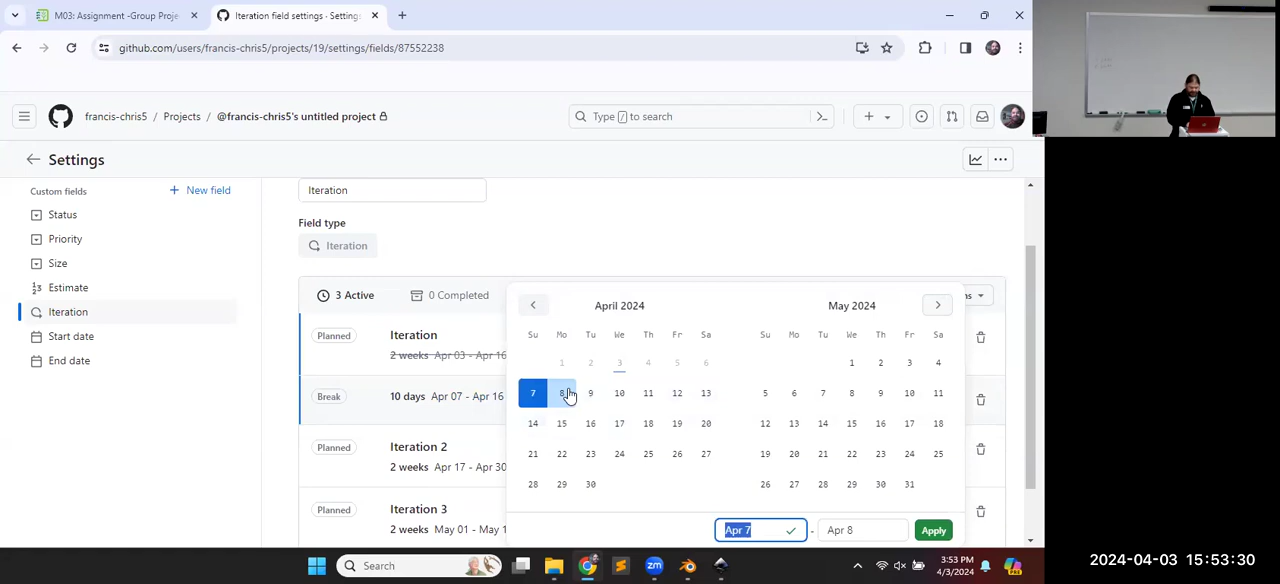 M03: Assignment -Group Proje
Iteration field settings · Settings
github.com/users/francis-chris5/projects/19/settings/fields/87552238
francis-chris5 / Projects / @francis-chris5's untitled project
Type / to search
Settings
Custom fields
New field
Status
Priority
Size
Estimate
Iteration
Start date
End date
Iteration
Field type
Iteration
3 Active
0 Completed
ns
Planned
Iteration
2 weeks Apr 03 - Apr 16
Break
10 days Apr 07 - Apr 16
Planned
Iteration 2
2 weeks Apr 17 - Apr 30
Planned
Iteration 3
2 weeks May 01 - May 1
April 2024
Su Mo Tu We Th Fr Sa
1 2 3 4 5 6
7 8 9 10 11 12 13
14 15 16 17 18 19 20
21 22 23 24 25 26 27
28 29 30
May 2024
Su Mo Tu We Th Fr Sa
1 2 3 4
5 6 7 8 9 10 11
12 13 14 15 16 17 18
19 20 21 22 23 24 25
26 27 28 29 30 31
Apr 7 - Apr 8
Apply
Search
3:53 PM
4/3/2024
2024-04-03 15:53:30